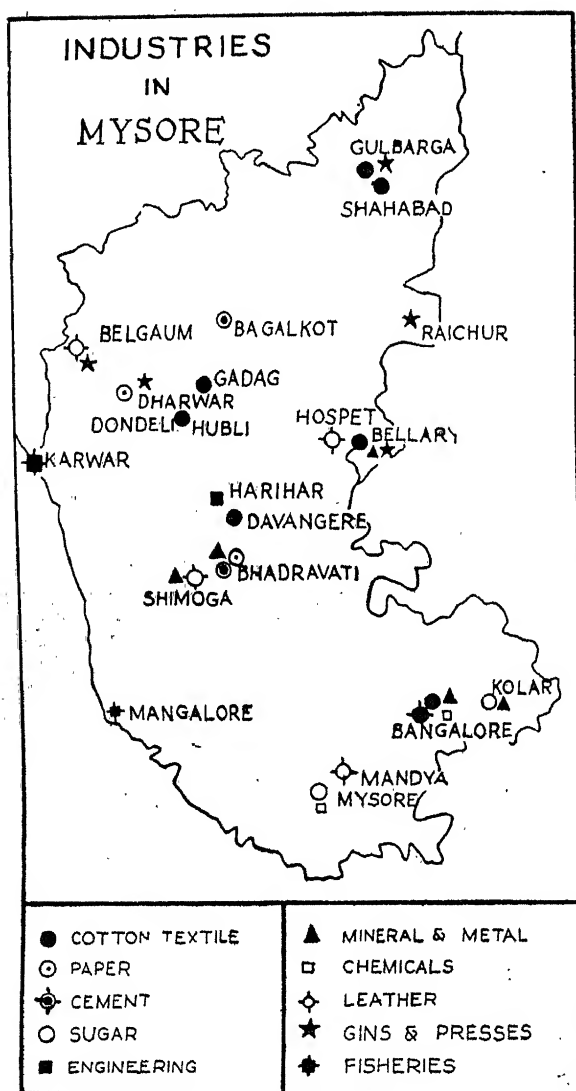 INDUSTRIES
IN
MYSORE
GULBARGA
SHAHABAD
BELGAUM
BAGALKOT
RAICHUR
GADAG
DHARWAR
DONDELI
HUBLI
HOSPET
BELLARY
KARWAR
HARIHAR
DAVANGERE
BHADRAVATI
SHIMOGA
MANGALORE
KOLAR
BANGALORE
MANDYA
MYSORE
COTTON TEXTILE
PAPER
CEMENT
SUGAR
ENGINEERING
MINERAL & METAL
CHEMICALS
LEATHER
GINS & PRESSES
FISHERIES